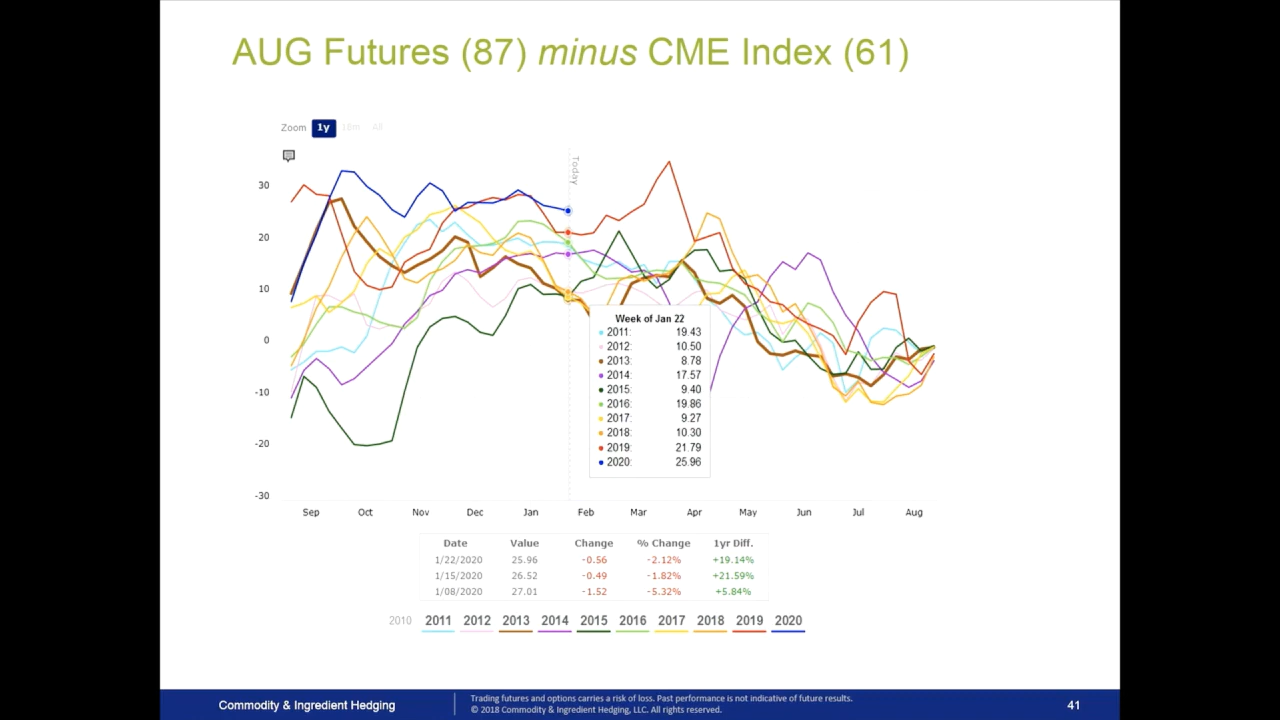 AUG Futures (87) minus CME Index (61)
Zoom 1y 18m All
Today
30
20
10
0
-10
-20
-30
Week of Jan 22
2011: 19.43
2012: 10.50
2013: 8.78
2014: 17.57
2015: 9.40
2016: 19.86
2017: 9.27
2018: 10.30
2019: 21.79
2020: 25.96
Sep Oct Nov Dec Jan Feb Mar Apr May Jun Jul Aug
Date Value Change % Change 1yr Diff.
1/22/2020 25.96 -0.56 -2.12% +19.14%
1/15/2020 26.52 -0.49 -1.82% +21.59%
1/08/2020 27.01 -1.52 -5.32% +5.84%
2010 2011 2012 2013 2014 2015 2016 2017 2018 2019 2020
Commodity & Ingredient Hedging
Trading futures and options carries a risk of loss. Past performance is not indicative of future results.
© 2018 Commodity & Ingredient Hedging, LLC. All rights reserved.
41